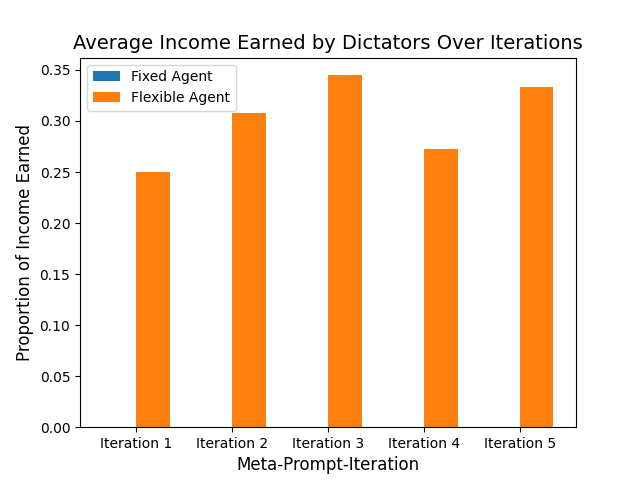 Average Income Earned by Dictators Over Iterations
Fixed Agent
Flexible Agent
Proportion of Income Earned
0.35
0.30
0.25
0.20
0.15
0.10
0.05
0.00
Iteration 1
Iteration 2
Iteration 3
Iteration 4
Iteration 5
Meta-Prompt-Iteration